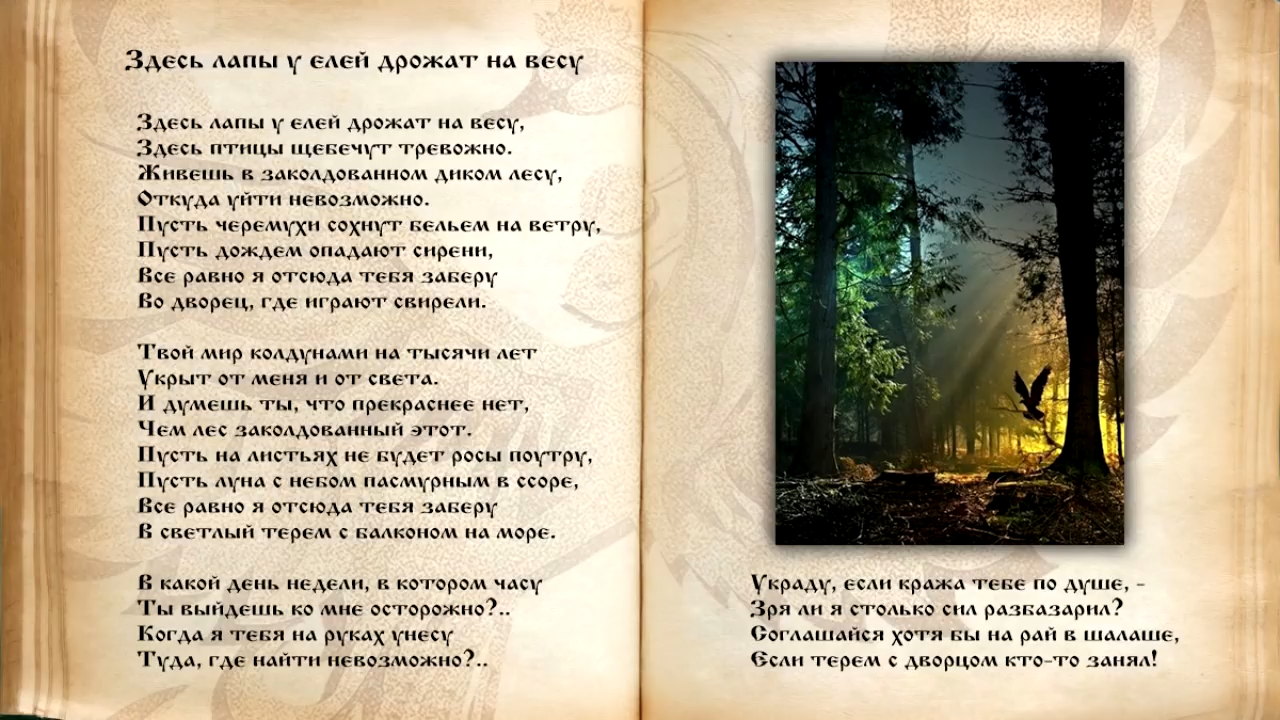 Здесь лапы у елей дрожат на весу
Здесь лапы у елей дрожат на весу,
Здесь птицы щебечут тревожно.
Живешь в заколдованном диком лесу,
Откуда уйти невозможно.
Пусть черемухи сохнут бельем на ветру,
Пусть дождем опадают сирени,
Все равно я отсюда тебя заберу
Во дворец, где играют свирели.
Твой мир колдунами на тысячи лет
Укрыт от меня и от света.
И думешь ты, что прекраснее нет,
Чем лес заколдованный этот.
Пусть на листьях не будет росы поутру,
Пусть луна с небом пасмурным в ссоре,
Все равно я отсюда тебя заберу
В светлый терем с балконом на море.
В какой день недели, в котором часу
Ты выйдешь ко мне осторожно?..
Когда я тебя на руках унесу
Туда, где найти невозможно?..
Украду, если кража тебе по душе, -
Зря ли я столько сил разбазарил?
Соглашайся хотя бы на рай в шалаше,
Если терем с дворцом кто-то занял!